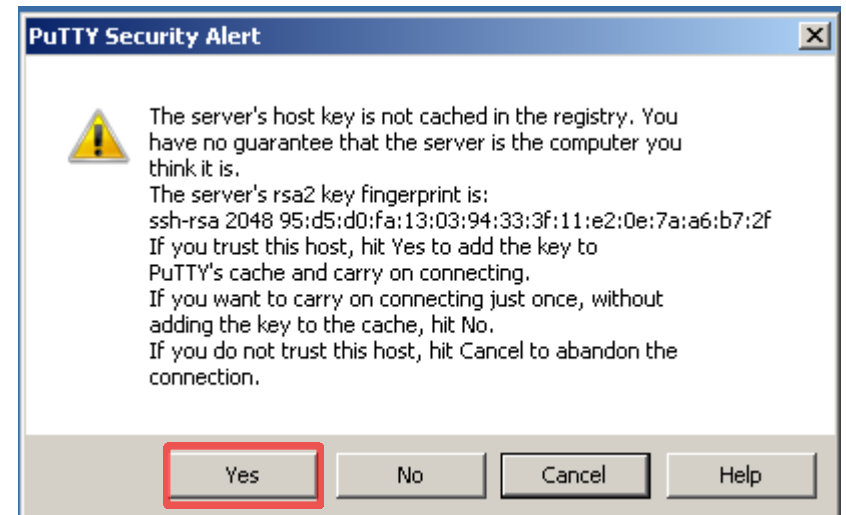 PuTTY Security Alert
The server's host key is not cached in the registry. You
have no guarantee that the server is the computer you
think it is.
The server's rsa2 key fingerprint is:
ssh-rsa 2048 95:d5:d0:fa:13:03:94:33:3f:11:e2:0e:7a:a6:b7:2f
If you trust this host, hit Yes to add the key to
PuTTY's cache and carry on connecting.
If you want to carry on connecting just once, without
adding the key to the cache, hit No.
If you do not trust this host, hit Cancel to abandon the
connection.
Yes No Cancel Help